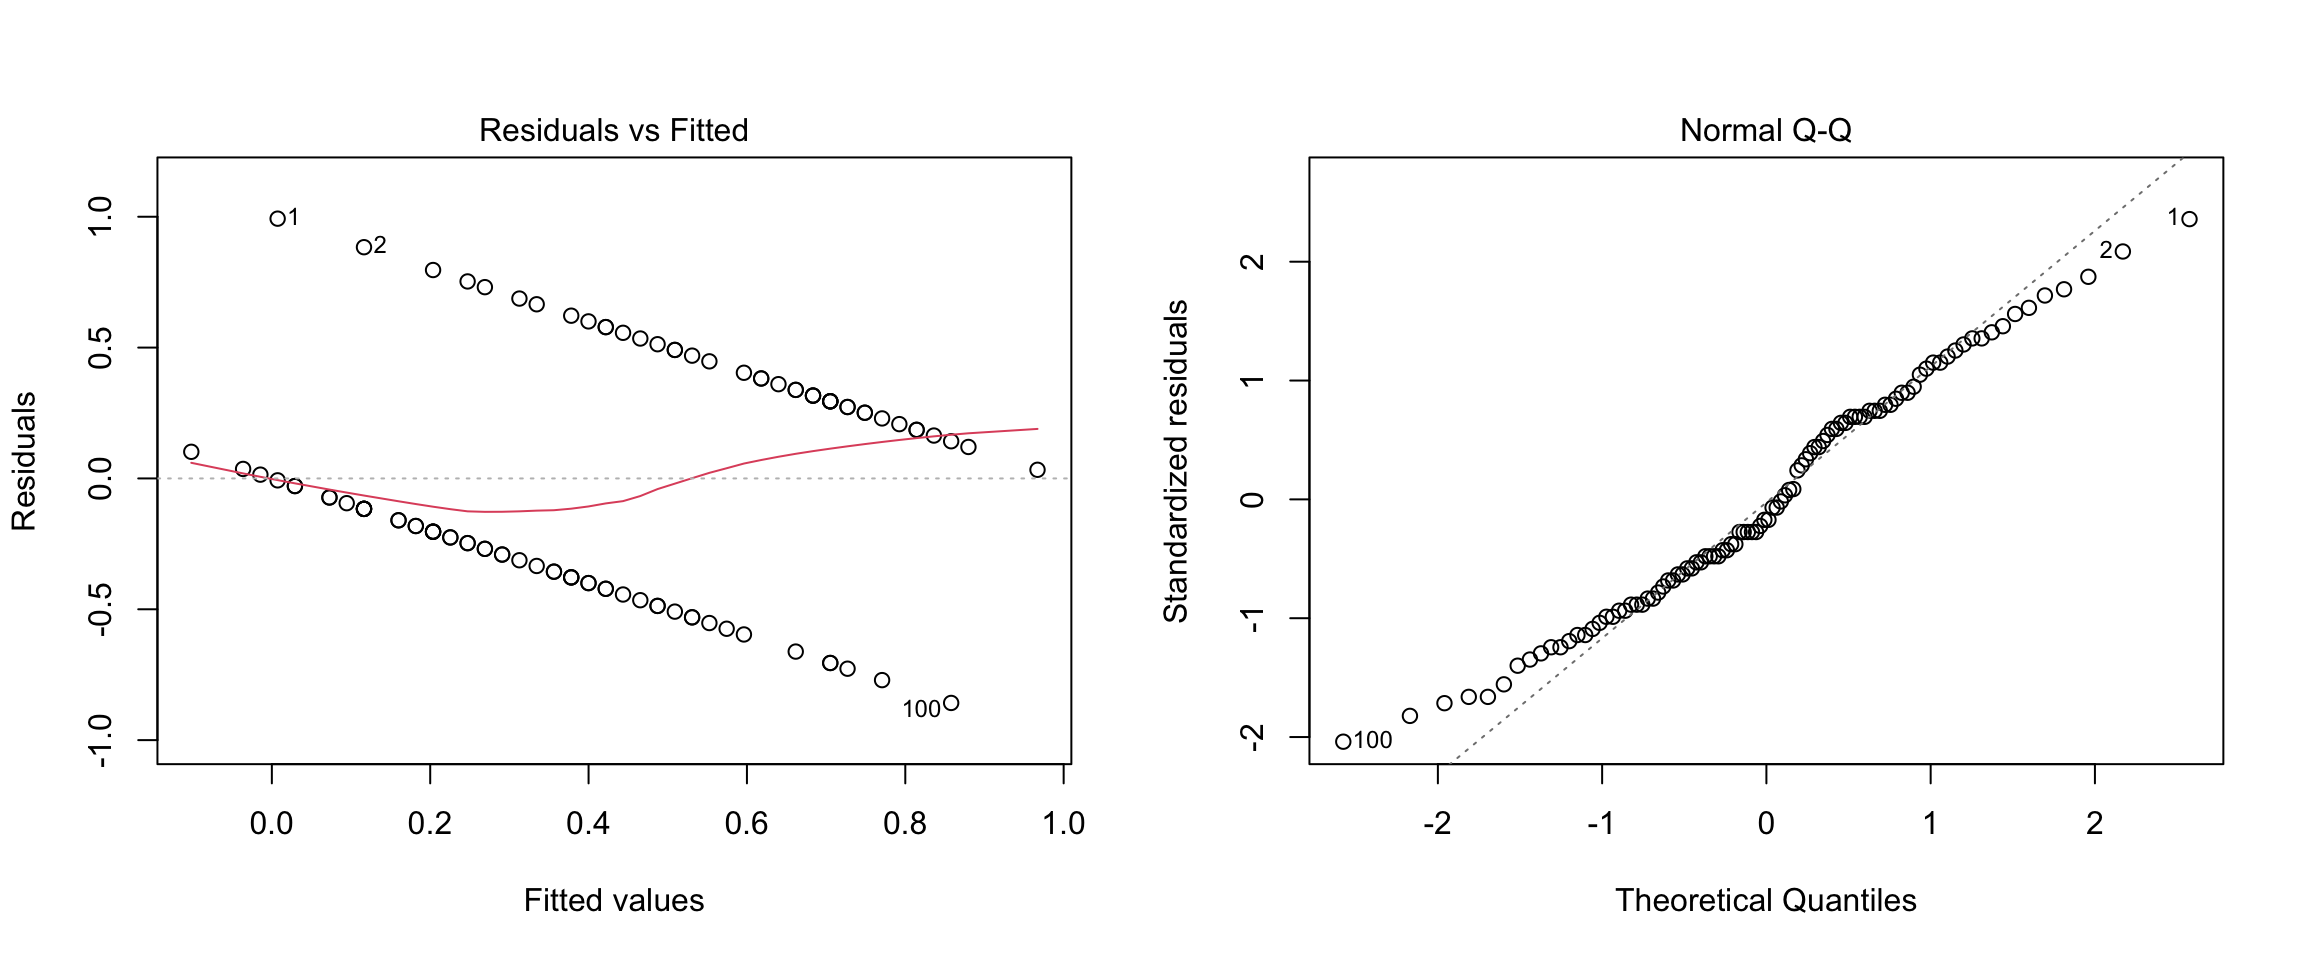 Residuals vs Fitted
Residuals
1.0
0.5
0.0
-0.5
-1.0
1
2
100
0.0 0.2 0.4 0.6 0.8 1.0
Fitted values
Normal Q-Q
Standardized residuals
2
1
0
-1
-2
1
2
100
-2 -1 0 1 2
Theoretical Quantiles